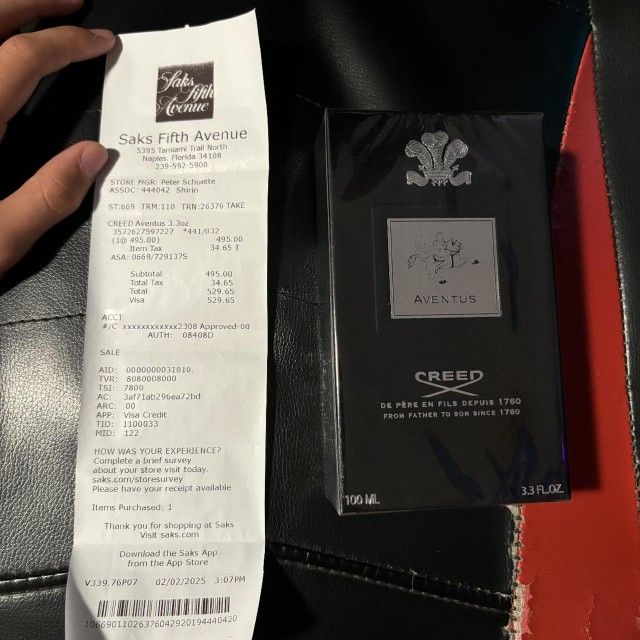 Saks
fifth
Avenue
Saks Fifth Avenue
5395 Tamiami Trail North
Naples, Florida 34108
239-592-5900
STORE MGR: Peter Schuette
ASSOC: 444042 Shirin
ST:669 TRM:110 TRN:26376 TAKE
CREED Aventus 3.3oz
3572627597227 *441/032
(1@ 495.00) 495.00
Item Tax 34.65 T
ASA: 0669/729137S
Subtotal 495.00
Total Tax 34.65
Total 529.65
Visa 529.65
ACCT
#/C xxxxxxxxxxxx2308 Approved-00
AUTH: 08408D
SALE
AID: 0000000031010.
TVR: 8080008000
TSI: 7800
AC: 3af71ab296ea72bd
ARC: 00
APP: Visa Credit
TID: 1100033
MID: 122
HOW WAS YOUR EXPERIENCE?
Complete a brief survey
about your store visit today.
saks.com/storesurvey
Please have your receipt available
Items Purchased: 1
Thank you for shopping at Saks
Visit saks.com
Download the Saks App
from the App Store
V339.76P07 02/02/2025 3:07PM
10669011026376042920194440420
AVENTUS
CREED
DE PÈRE EN FILS DEPUIS 1760
FROM FATHER TO SON SINCE 1760
100 ML 3.3 FL.OZ.